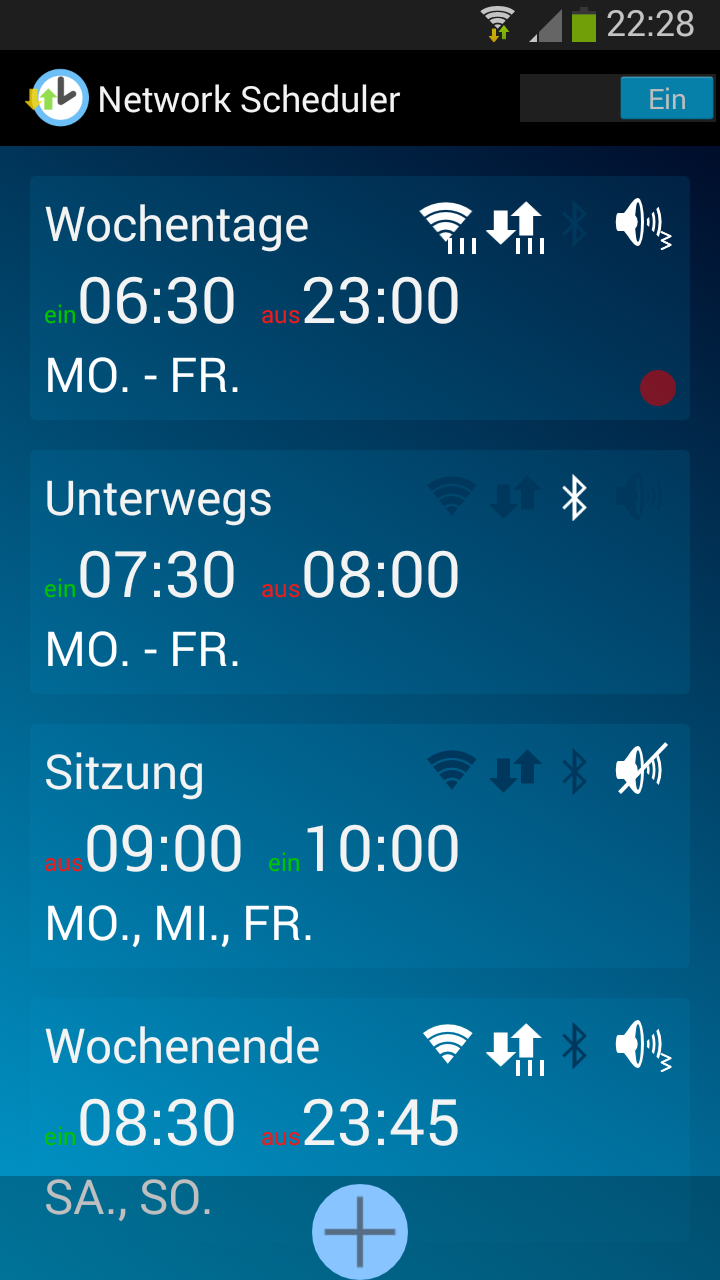 22:28
Network Scheduler Ein
Wochentage
ein06:30 aus23:00
MO. - FR.
Unterwegs
ein07:30 aus08:00
MO. - FR.
Sitzung
aus09:00 ein10:00
MO., MI., FR.
Wochenende
ein08:30 aus23:45
SA., SO.